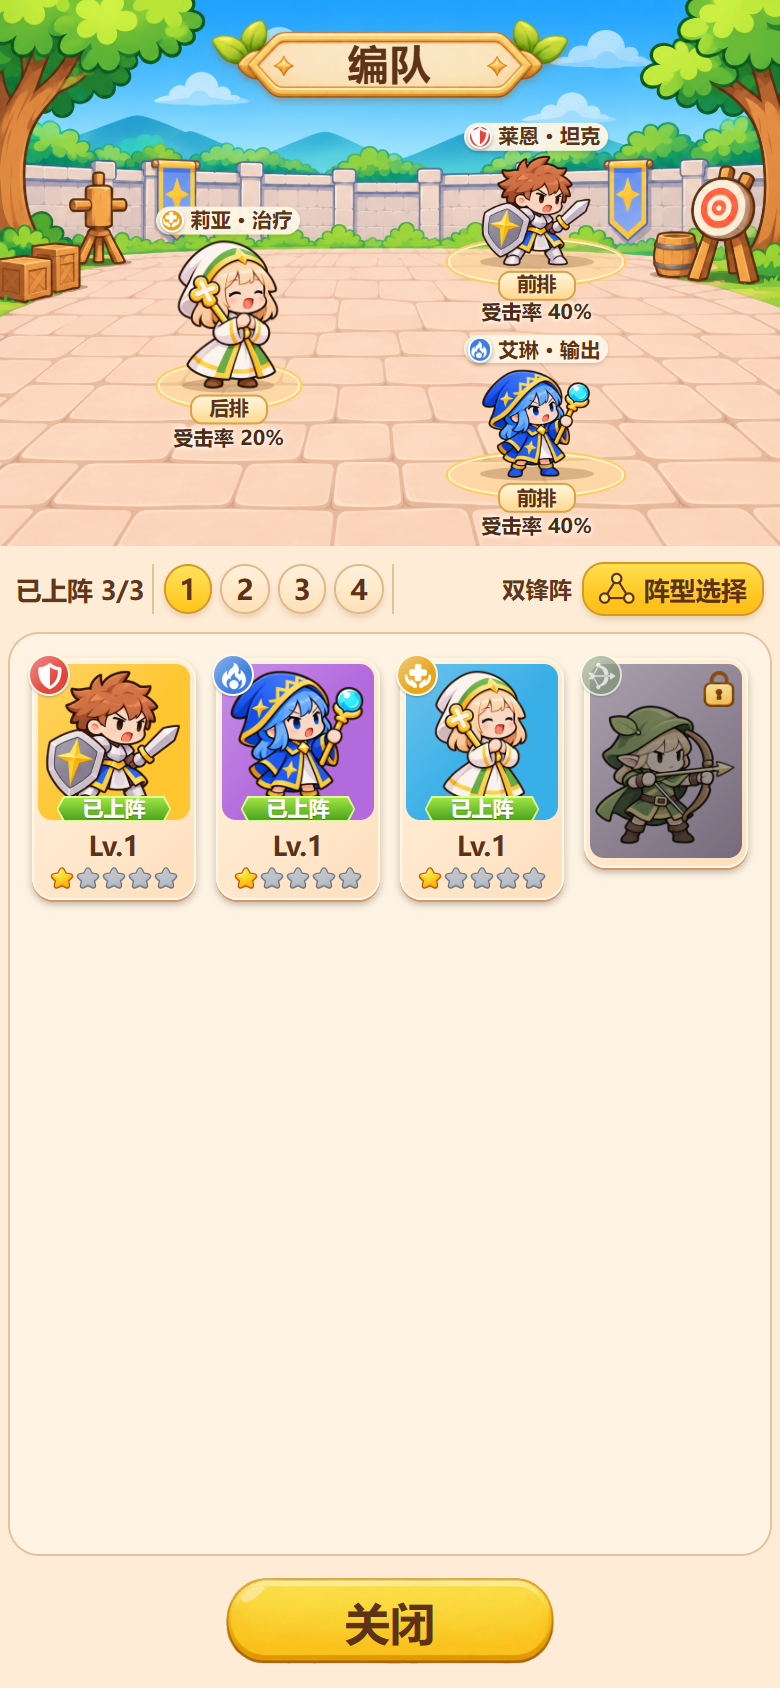 编队
莱恩·坦克
莉亚·治疗
前排
受击率 40%
艾琳·输出
后排
受击率 20%
前排
受击率 40%
已上阵 3/3
1
2
3
4
双锋阵
阵型选择
已上阵
已上阵
已上阵
Lv.1
Lv.1
Lv.1
关闭